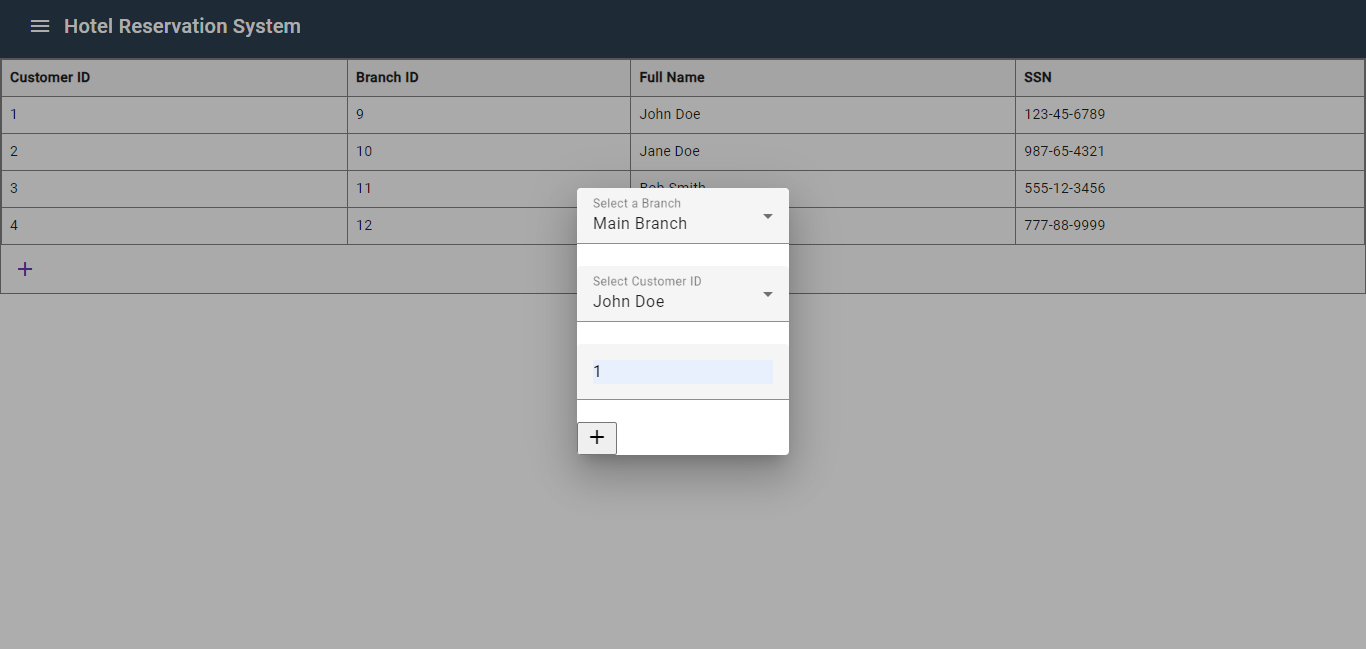 Hotel Reservation System
Customer ID Branch ID Full Name SSN
1 9 John Doe 123-45-6789
2 10 Jane Doe 987-65-4321
3 11 Bob Smith 555-12-3456
4 12 777-88-9999
+
Select a Branch
Main Branch
Select Customer ID
John Doe
1
+